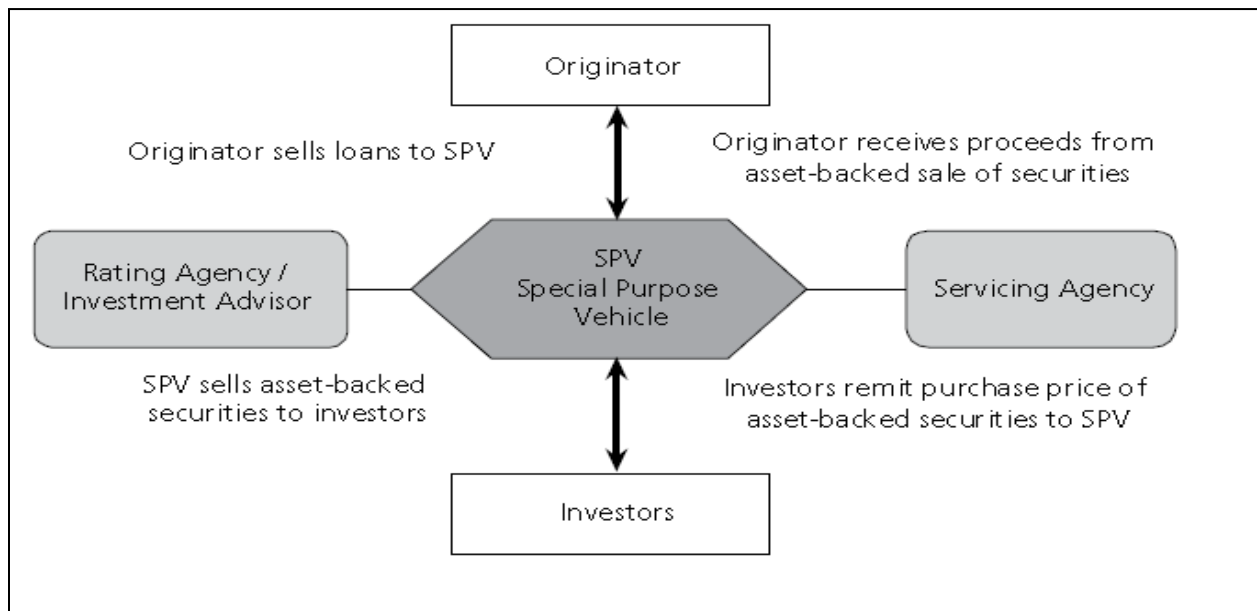 Originator
Originator sells loans to SPV
Originator receives proceeds from
asset-backed sale of securities
Rating Agency /
Investment Advisor
SPV
Special Purpose
Vehicle
Servicing Agency
SPV sells asset-backed
securities to investors
Investors remit purchase price of
asset-backed securities to SPV
Investors